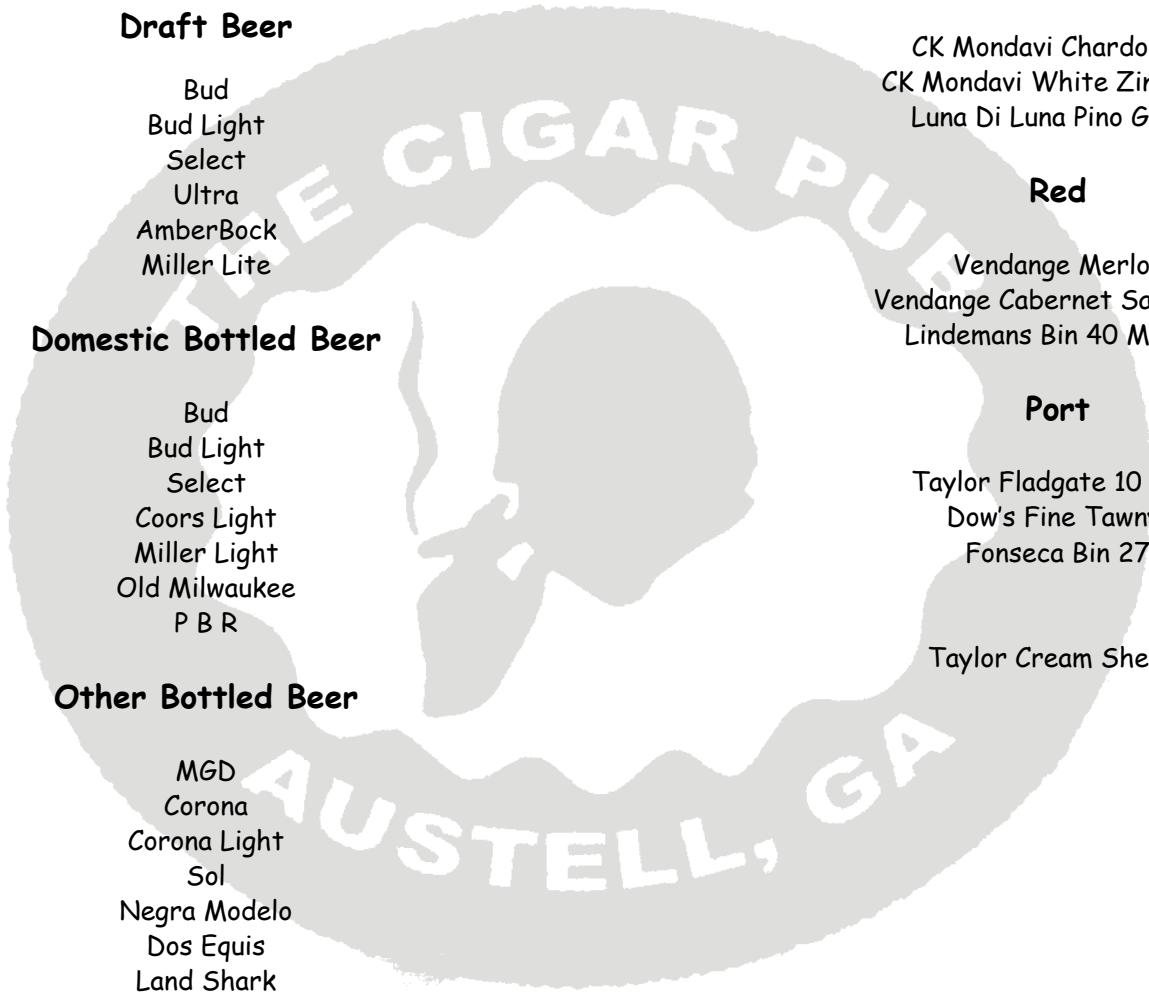 Draft Beer
Bud
Bud Light
Select
Ultra
AmberBock
Miller Lite
Domestic Bottled Beer
Bud
Bud Light
Select
Coors Light
Miller Light
Old Milwaukee
P B R
Other Bottled Beer
MGD
Corona
Corona Light
Sol
Negra Modelo
Dos Equis
Land Shark
CK Mondavi
CK Mondavi White
Luna Di Luna Pino
Red
Vendange
Vendange Cabernet
Lindemans Bin 40
Port
Taylor Fladgate 10
Dow's Fine
Fonseca Bin 27
Taylor Cream
THE CIGAR PUB
AUSTELL, GA